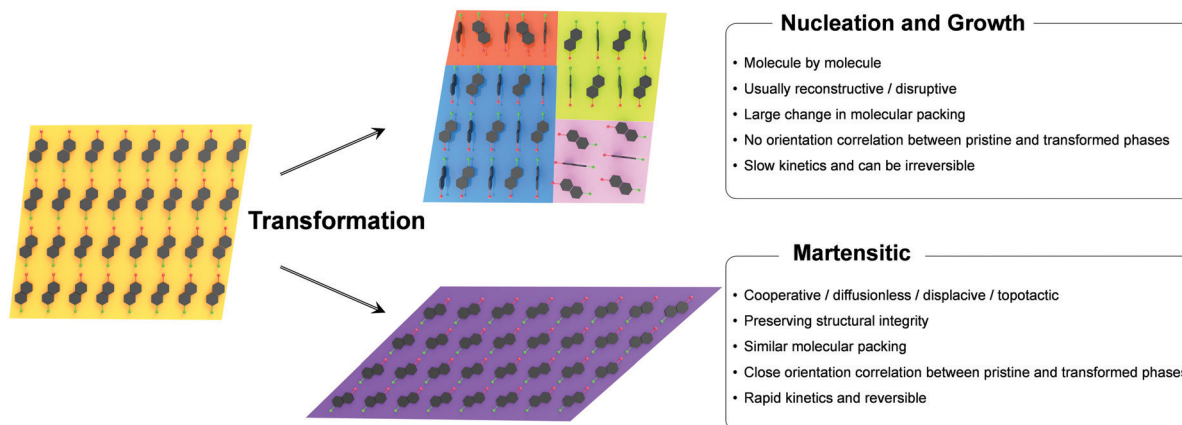 Transformation
Nucleation and Growth
• Molecule by molecule
• Usually reconstructive / disruptive
• Large change in molecular packing
• No orientation correlation between pristine and transformed phases
• Slow kinetics and can be irreversible
Martensitic
• Cooperative / diffusionless / displacive / topotactic
• Preserving structural integrity
• Similar molecular packing
• Close orientation correlation between pristine and transformed phases
• Rapid kinetics and reversible